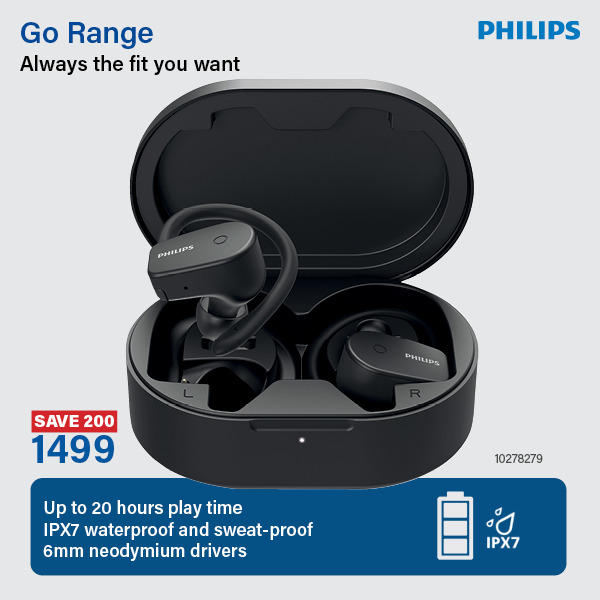 Go Range
PHILIPS
Always the fit you want
PHILIPS
PHILIPS
L
R
SAVE 200
1499
10278279
Up to 20 hours play time
IPX7 waterproof and sweat-proof
6mm neodymium drivers
IPX7